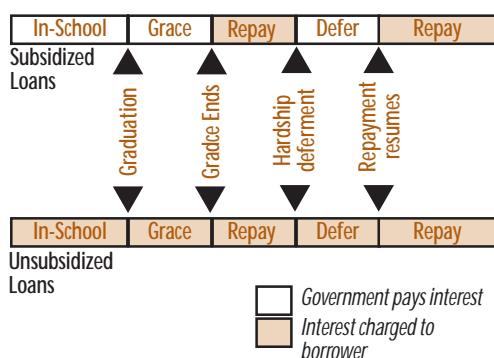 In-School Grace Repay Defer Repay
Subsidized
Loans
Graduation
Gradce Ends
Hardship
deferment
Repayment
resumes
In-School Grace Repay Defer Repay
Unsubsidized
Loans
Government pays interest
Interest charged to
borrower